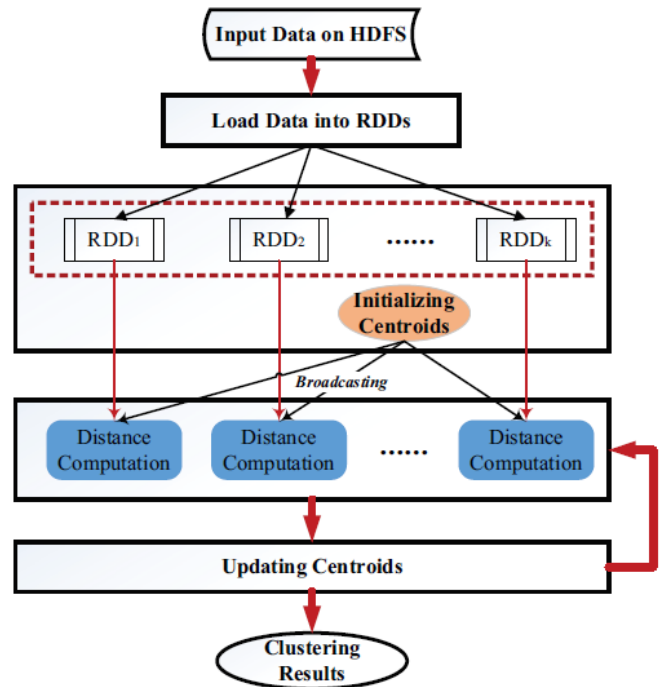 Input Data on HDFS
Load Data into RDDs
RDD1
RDD2
......
RDDk
Initializing
Centroids
Broadcasting
Distance
Computation
Distance
Computation
......
Distance
Computation
Updating Centroids
Clustering
Results